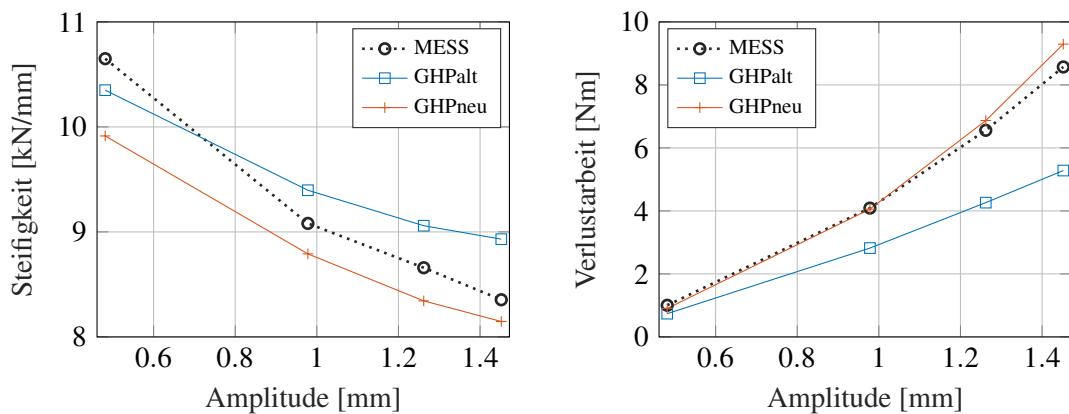 11
10
9
8
Steifigkeit [kN/mm]
0.6
0.8
1
1.2
1.4
Amplitude [mm]
MESS
GHPalt
GHPneu
10
8
6
4
2
0
Verlustarbeit [Nm]
0.6
0.8
1
1.2
1.4
Amplitude [mm]
MESS
GHPalt
GHPneu